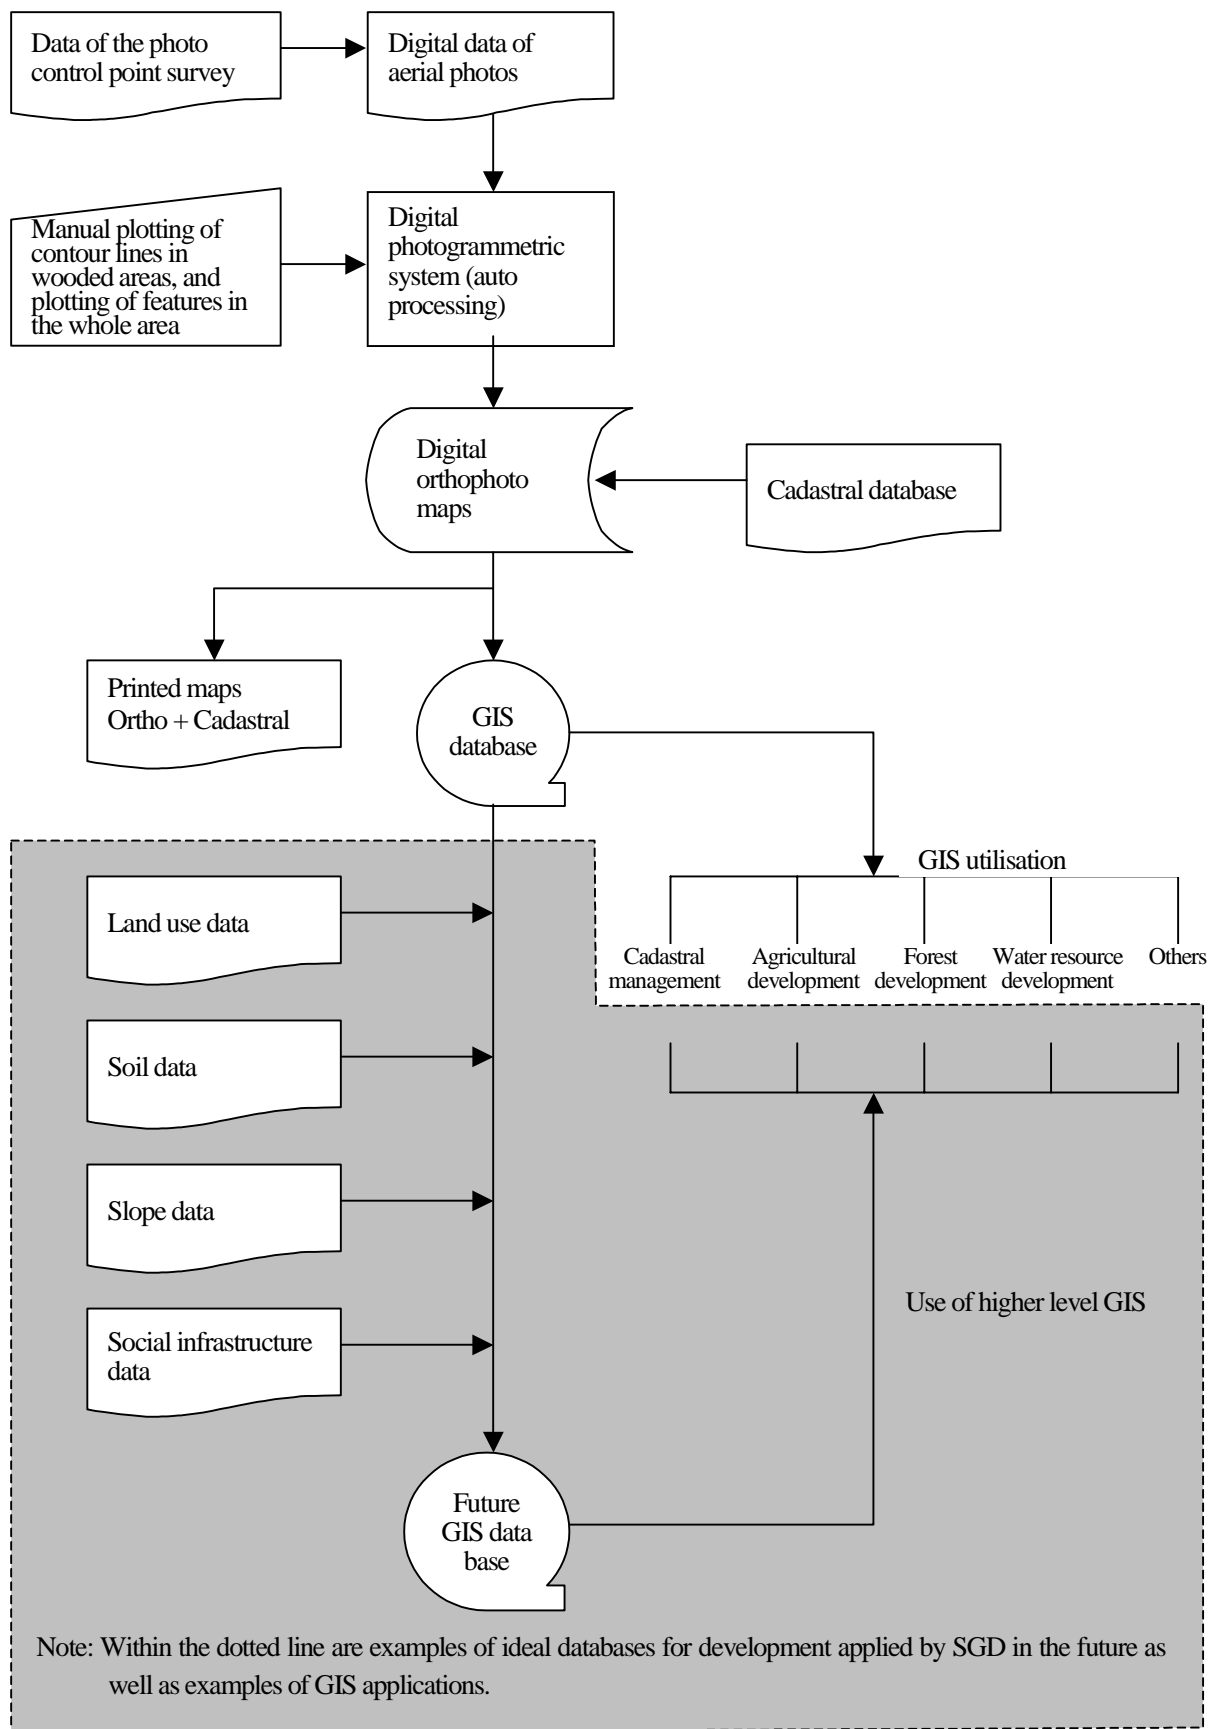 Data of the photo
control point survey
Digital data of
aerial photos
Manual plotting of
contour lines in
wooded areas, and
plotting of features in
the whole area
Digital
photogrammetric
system (auto
processing)
Digital
orthophoto
maps
Cadastral database
Printed maps
Ortho + Cadastral
GIS
database
GIS utilisation
Cadastral
management
Agricultural
development
Forest
development
Water resource
development
Others
Land use data
Soil data
Slope data
Social infrastructure
data
Use of higher level GIS
Future
GIS data
base
Note: Within the dotted line are examples of ideal databases for development applied by SGD in the future as
well as examples of GIS applications.